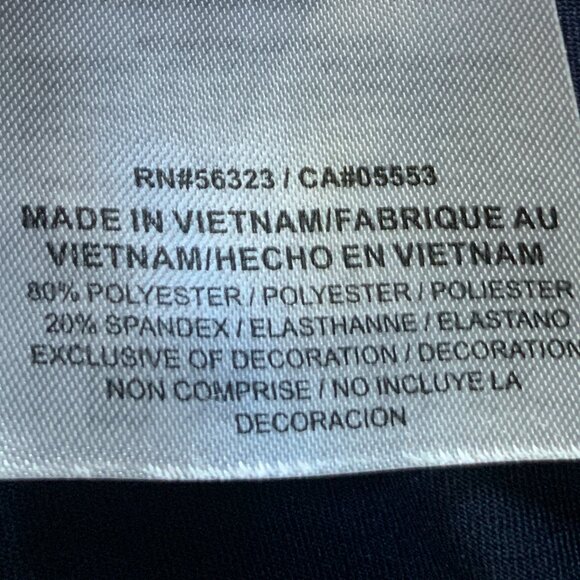 RN#56323 / CA#05553
MADE IN VIETNAM/FABRIQUE AU
VIETNAM/HECHO EN VIETNAM
80% POLYESTER / POLYESTER / POLIESTER
20% SPANDEX / ELASTHANNE / ELASTANO
EXCLUSIVE OF DECORATION / DECORATION
NON COMPRISE / NO INCLUYE LA
DECORACION